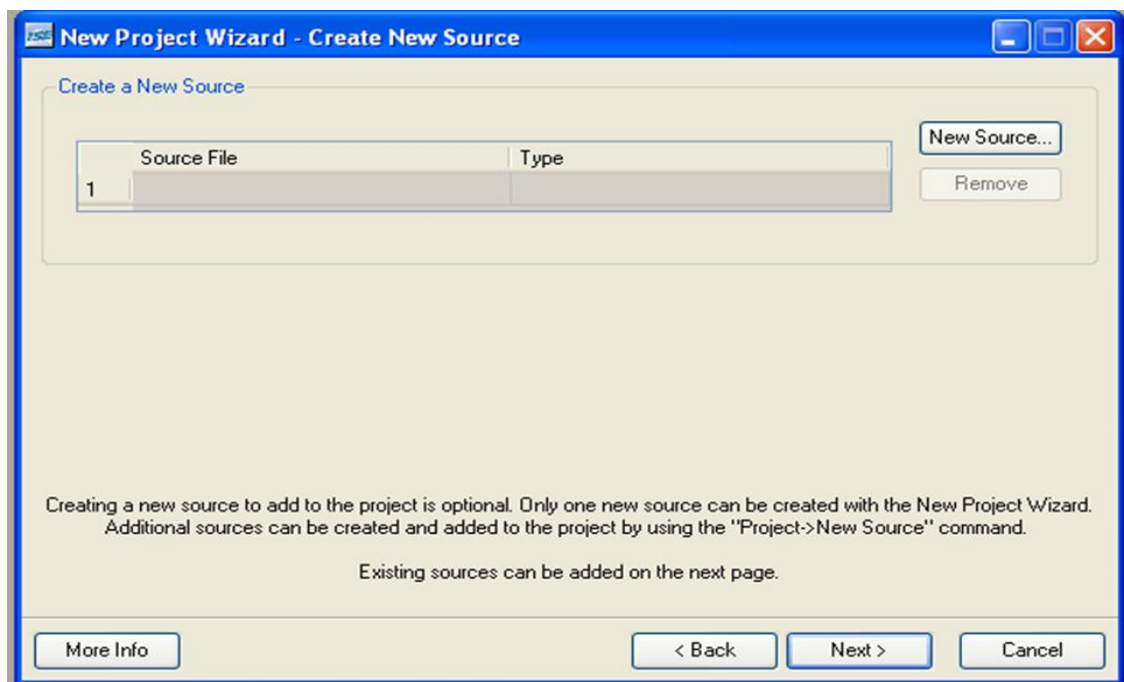 ISE New Project Wizard - Create New Source
Create a New Source
Source File Type
1
New Source...
Remove
Creating a new source to add to the project is optional. Only one new source can be created with the New Project Wizard.
Additional sources can be created and added to the project by using the "Project->New Source" command.
Existing sources can be added on the next page.
More Info < Back Next > Cancel